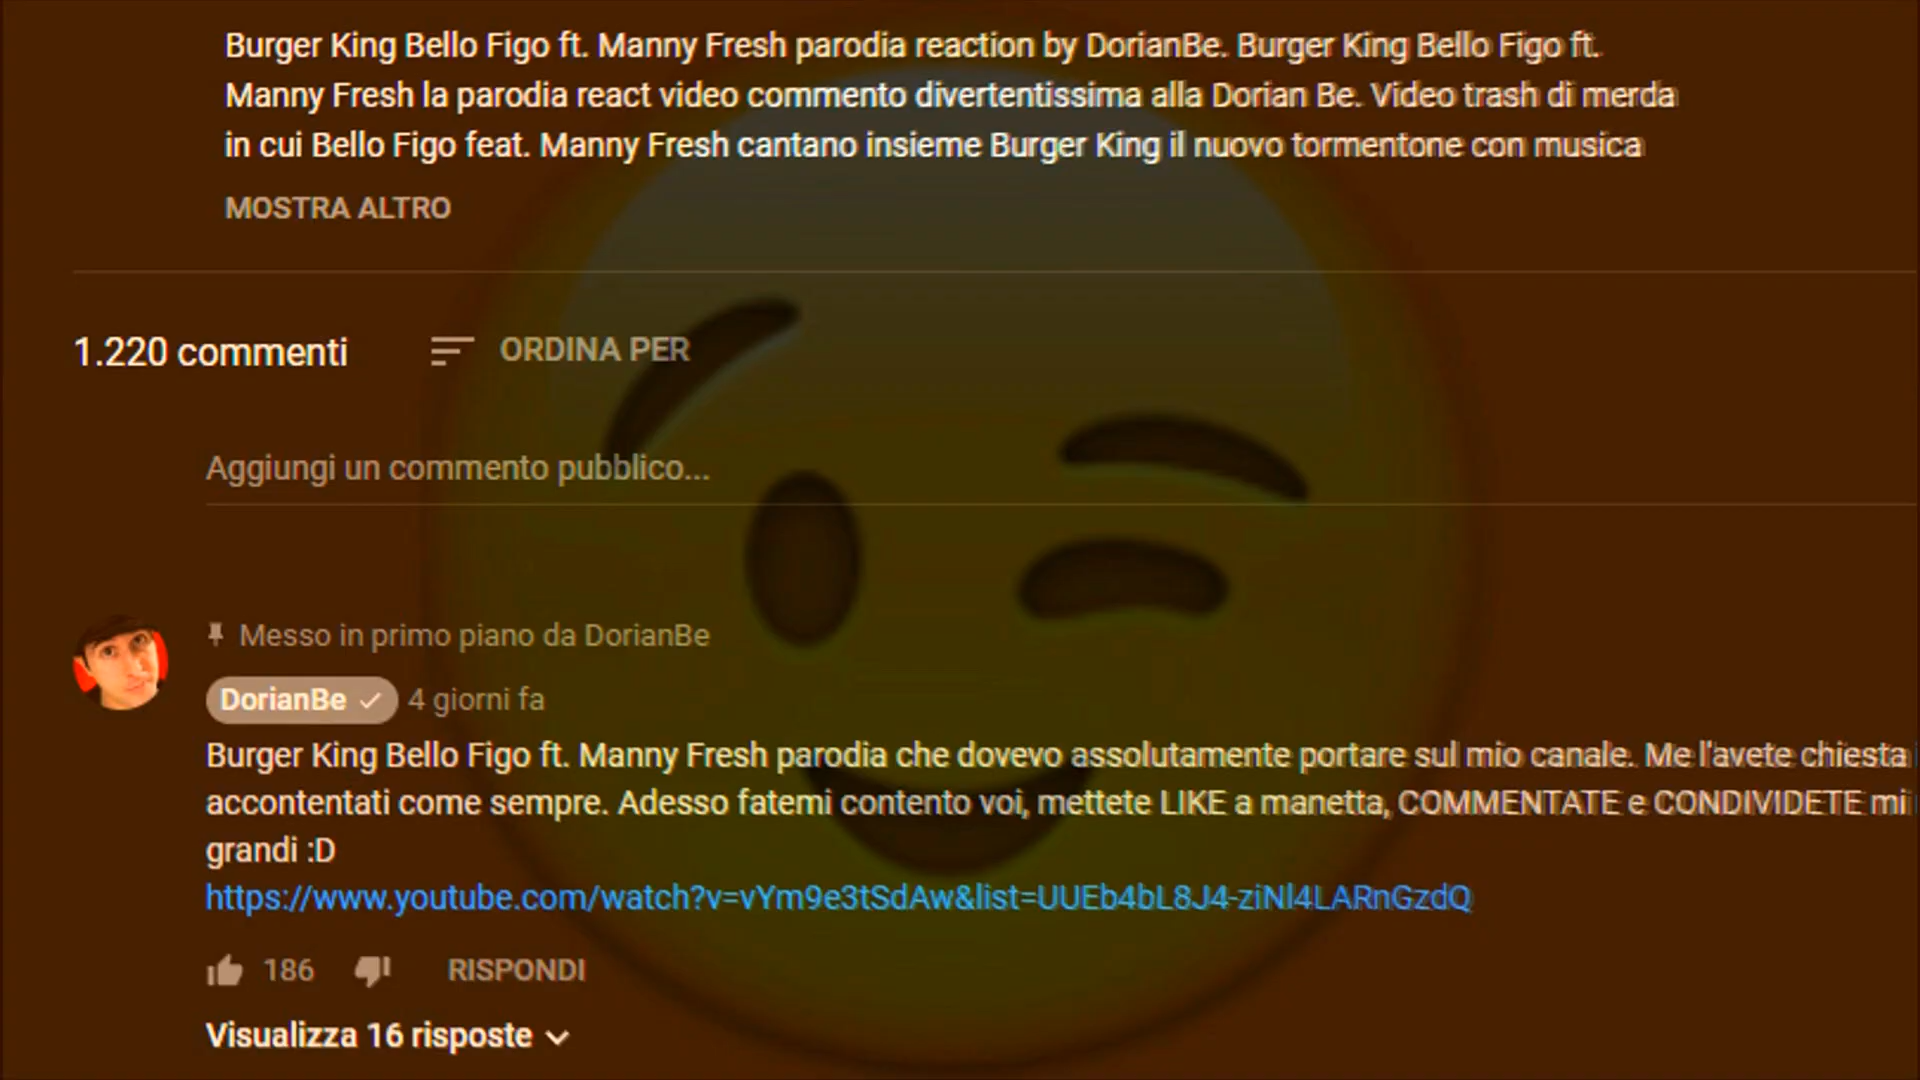 Burger King Bello Figo ft. Manny Fresh parodia reaction by DorianBe. Burger King Bello Figo ft.
Manny Fresh la parodia react video commento divertentissima alla Dorian Be. Video trash di merda
in cui Bello Figo feat. Manny Fresh cantano insieme Burger King il nuovo tormentone con musica
MOSTRA ALTRO
1.220 commenti
ORDINA PER
Aggiungi un commento pubblico...
Messo in primo piano da DorianBe
DorianBe 4 giorni fa
Burger King Bello Figo ft. Manny Fresh parodia che dovevo assolutamente portare sul mio canale. Me l'avete chiesta
accontentati come sempre. Adesso fatemi contento voi, mettete LIKE a manetta, COMMENTATE e CONDIVIDETE mi
grandi :D
https://www.youtube.com/watch?v=vYm9e3tSdAw&list=UUEb4bL8J4-ziNl4LARnGzdQ
186
RISPONDI
Visualizza 16 risposte